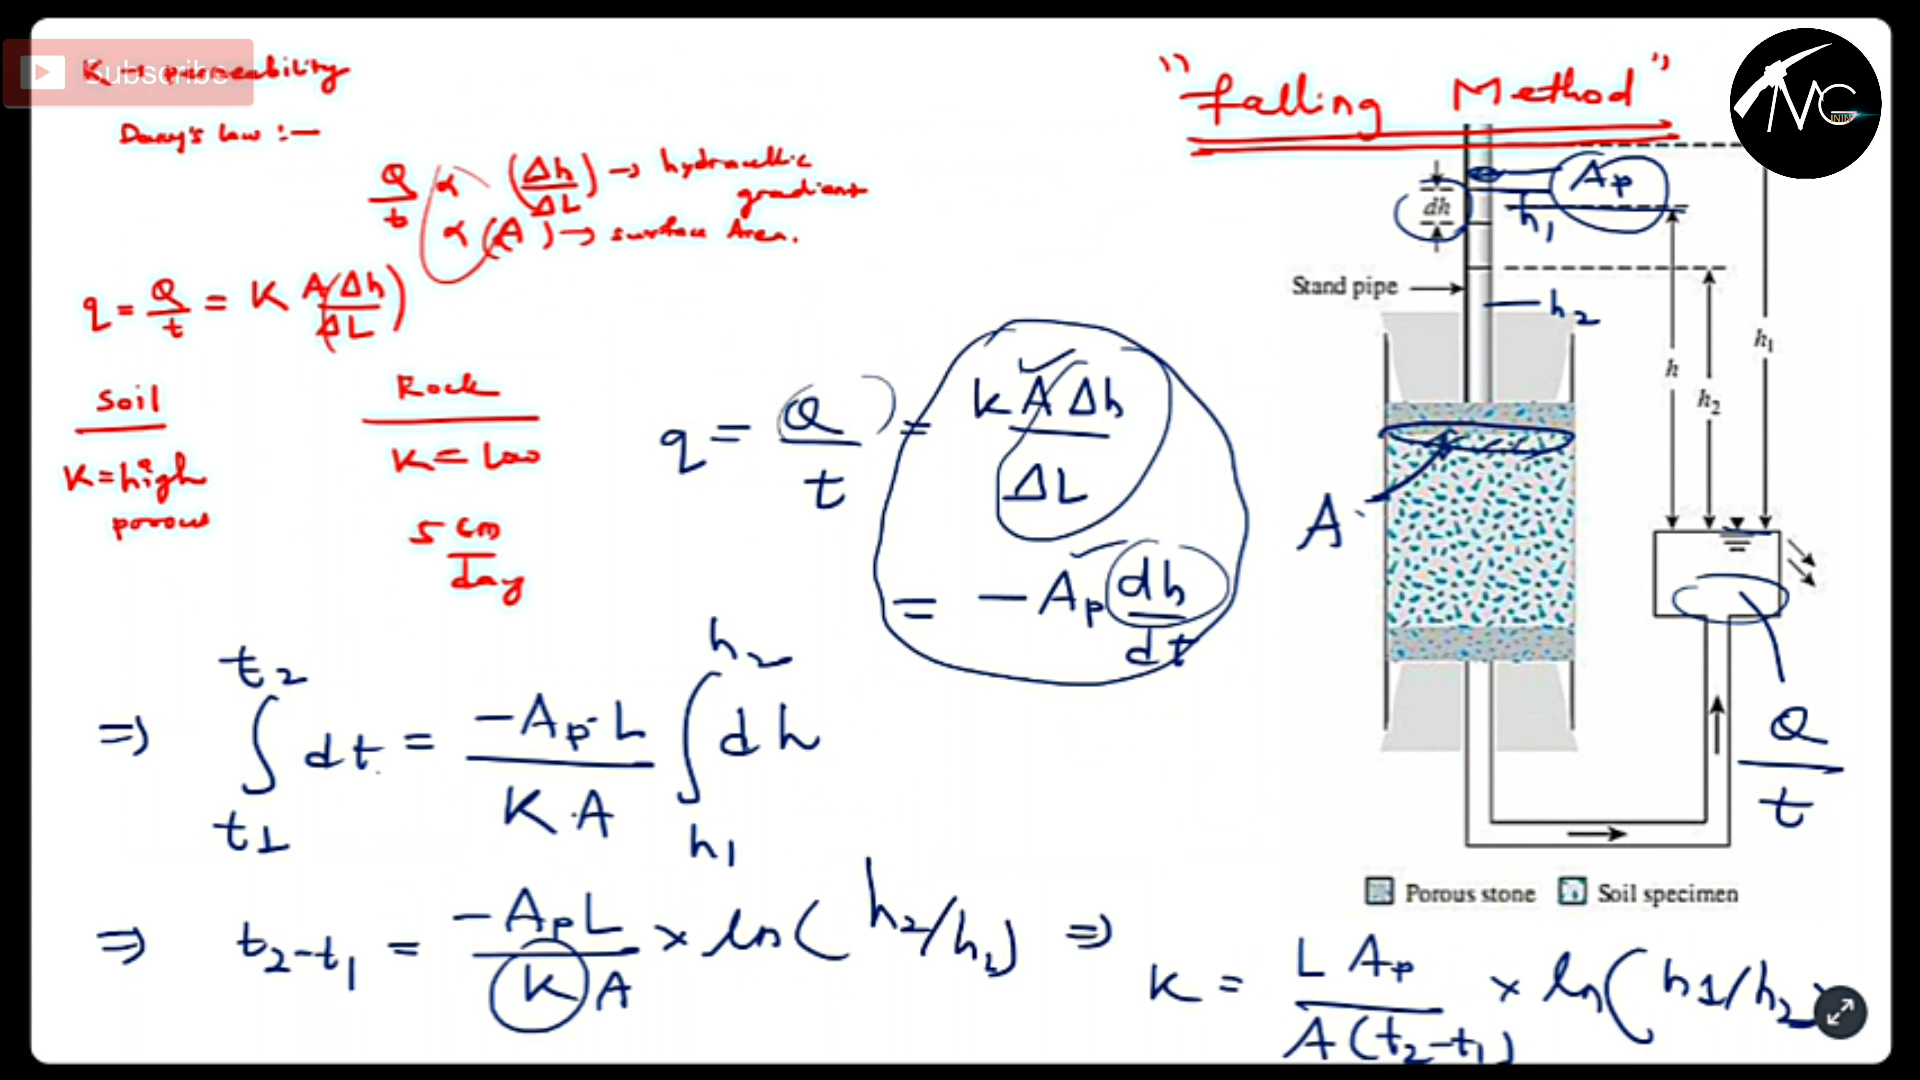 Subscribe
K → permeability
Darcy's law :—
Q/t ∝ (Δh/ΔL) → hydraulic gradient
∝ (A) → surface Area.
q = Q/t = K A(Δh)/ΔL
Soil
K = high
porous
Rock
K = low
5 cm/day
q = Q/t = k A Δh/ΔL
= - Ap dh/dt
⇒ ∫ t1 t2 dt = -Ap·L/K·A ∫ h1 h2 dh
⇒ t2-t1 = -ApL/kA × ln(h2/h1) ⇒
K = L Ap/A(t2-t1) × ln(h1/h2)
"falling Method"
MG
Ap
dh
h1
Stand pipe
h2
h
h2
h1
A
Q/t
Porous stone
Soil specimen